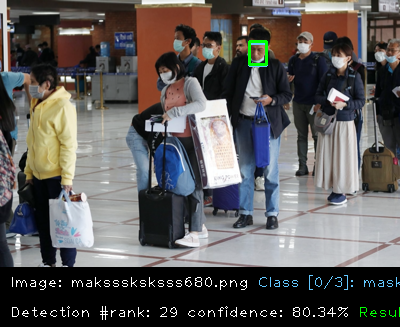 Image: maksssksksss680.png Class [0/3]: mask
Detection #rank: 29 confidence: 80.34% Resul